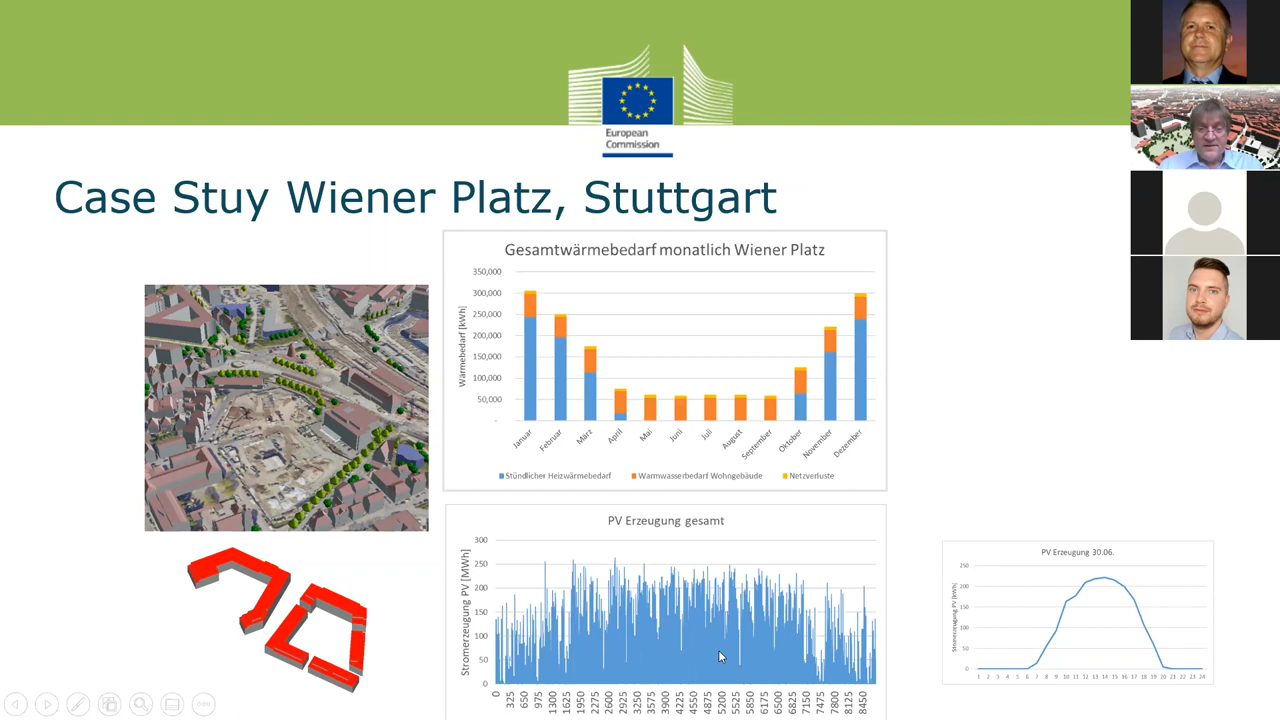 European
Commission
Case Stuy Wiener Platz, Stuttgart
Gesamtwärmebedarf monatlich Wiener Platz
Wärmebedarf [kWh]
350,000
300,000
250,000
200,000
150,000
100,000
50,000
-
Januar
Februar
März
April
Mai
Juni
Juli
August
September
Oktober
November
Dezember
Stündlicher Heizwärmebedarf
Warmwasserbedarf Wohngebäude
Netzverluste
PV Erzeugung gesamt
Stromerzeugung PV [MWh]
300
250
200
150
100
50
0
0 325 650 975 1300 1625 1950 2275 2600 2925 3250 3575 3900 4225 4550 4875 5200 5525 5850 6175 6500 6825 7150 7475 7800 8125 8450
PV Erzeugung 30.06.
Stromerzeugung PV [kWh]
250
200
150
100
50
0
1 2 3 4 5 6 7 8 9 10 11 12 13 14 15 16 17 18 19 20 21 22 23 24